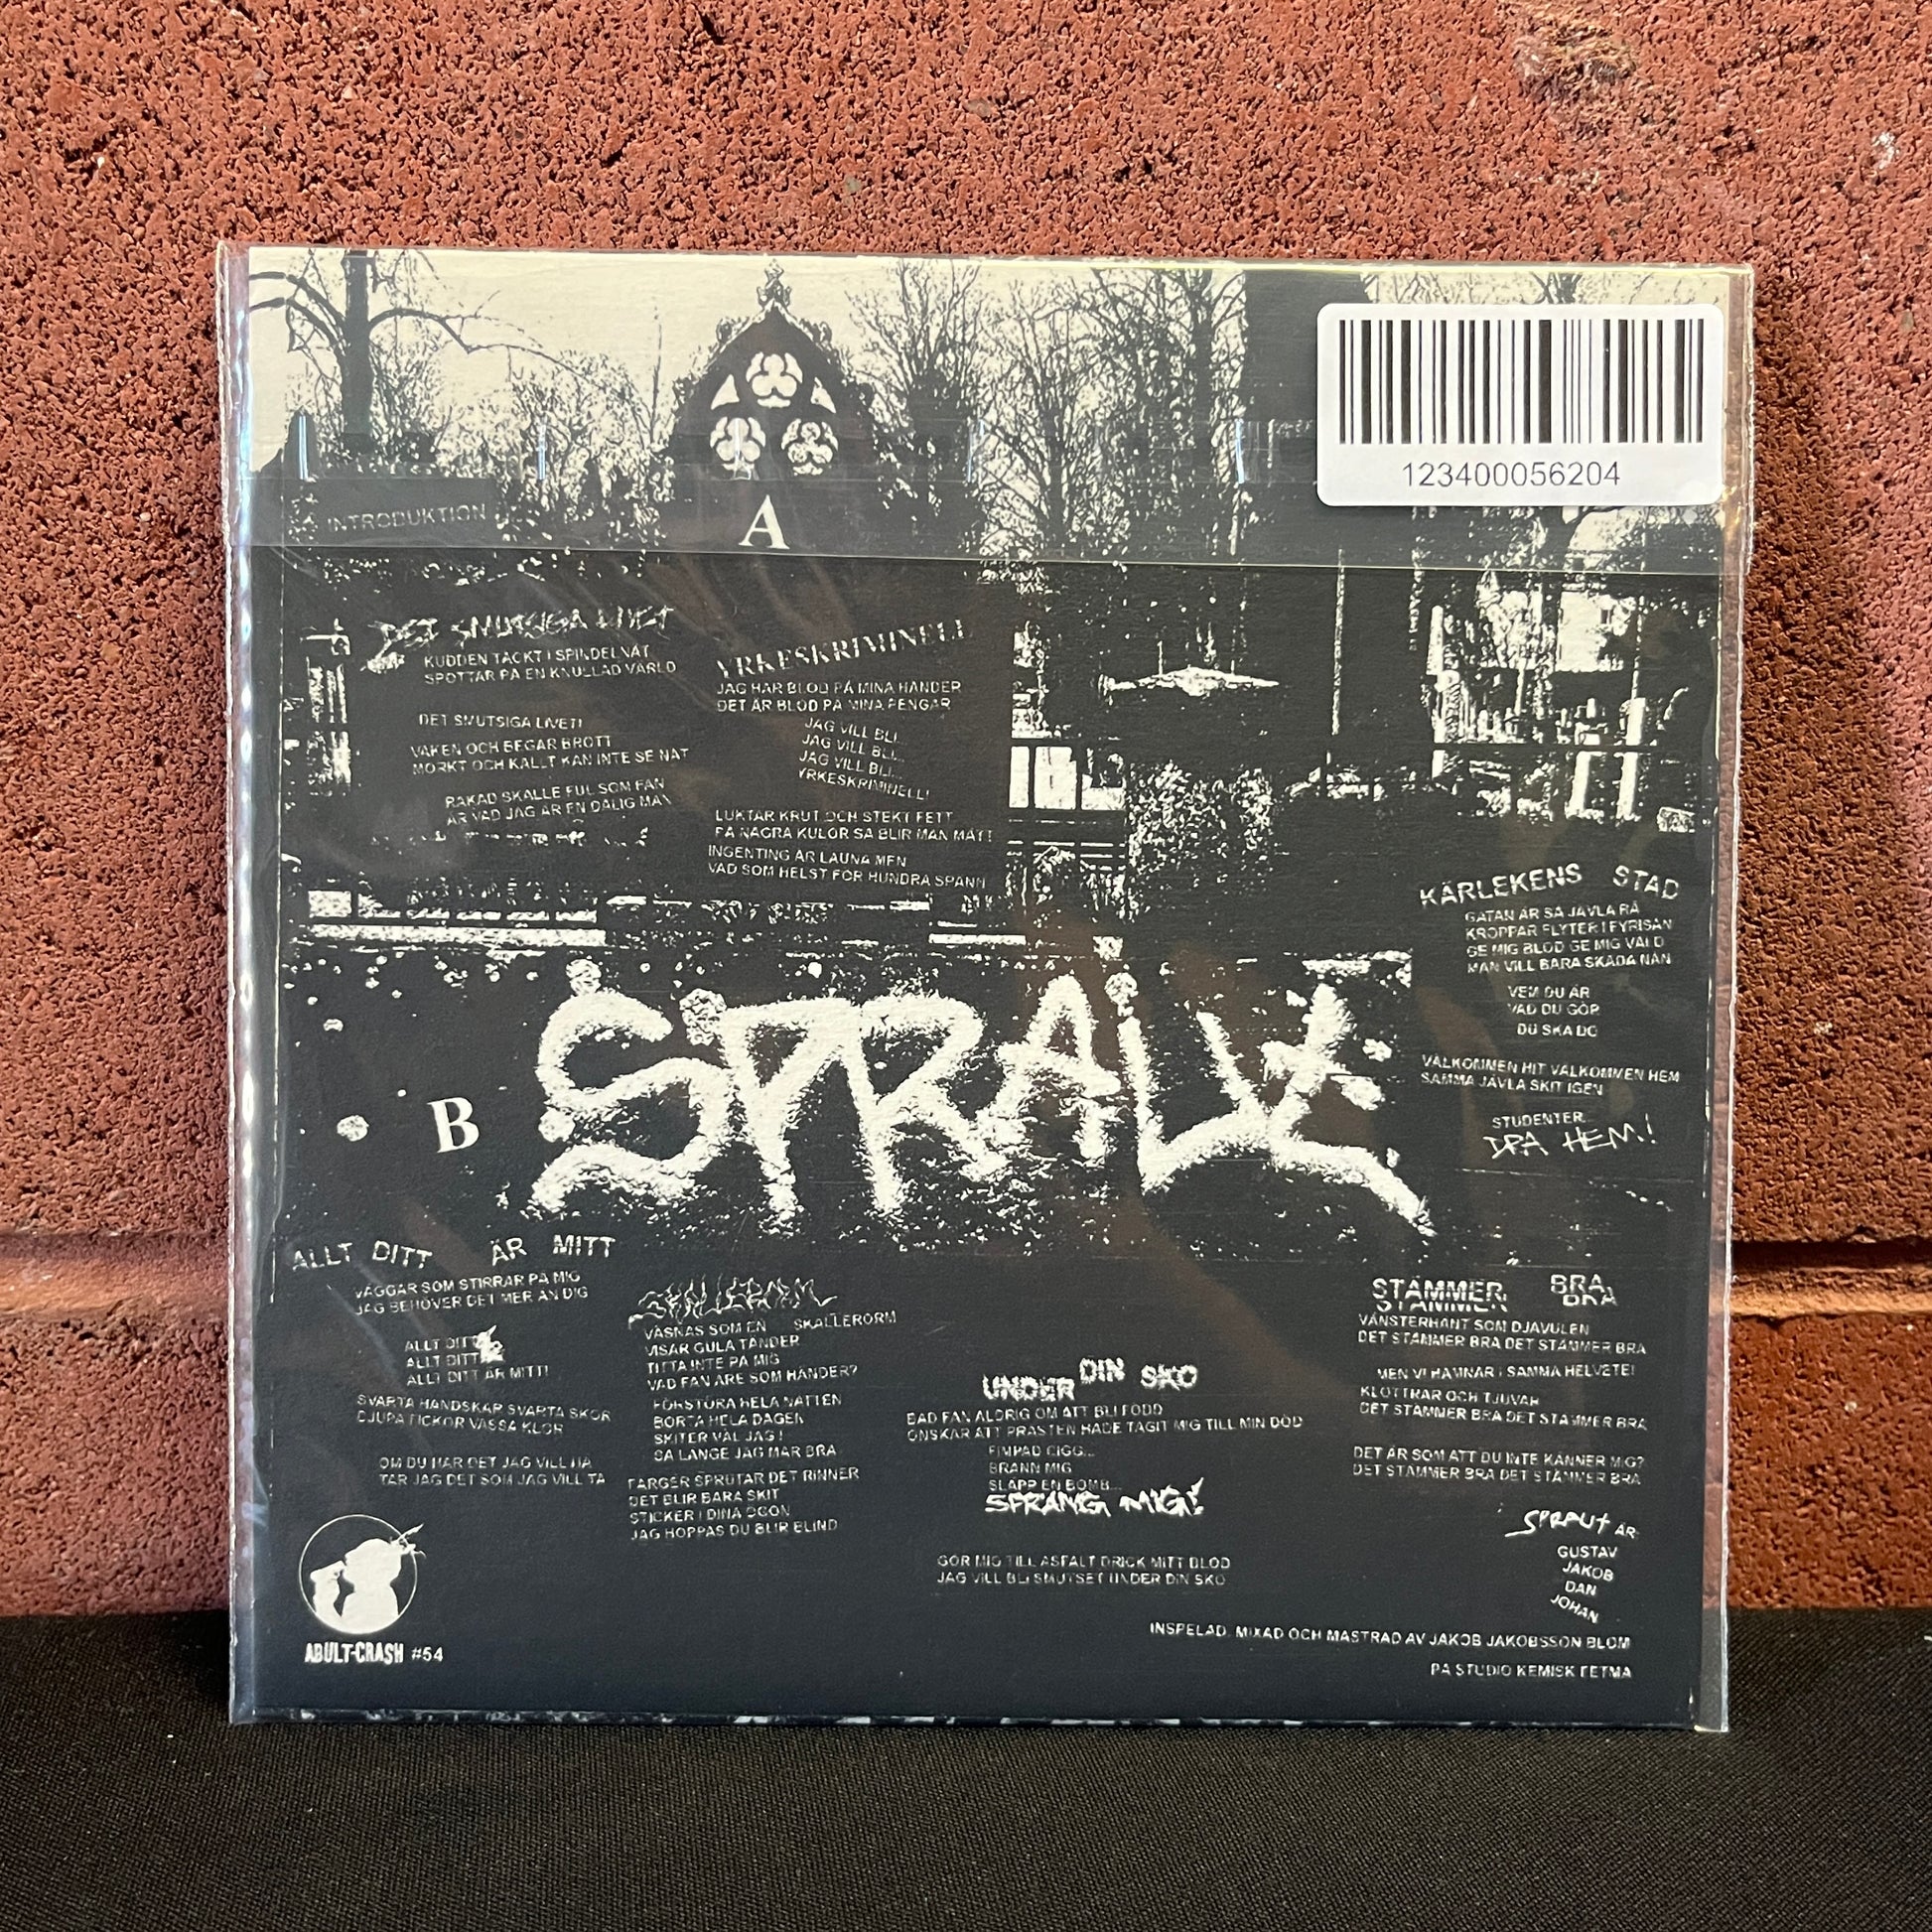 123400056204
INTRODUKTION
A
DET SMUTSIGA LIVET
KUDDEN TÄCKT I SPINDELNÄT
SPOTTAR PÅ EN KNULLAD VÄRLD
DET SMUTSIGA LIVET!
VAKEN OCH BEGÅR BROTT
MÖRKT OCH KALLT KAN INTE SE NÅT
RAKAD SKALLE FUL SOM FAN
ÄR VAD JAG ÄR EN DÅLIG MAN
YRKESKRIMINELL
JAG HAR BLOD PÅ MINA HÄNDER
DET ÄR BLOD PÅ MINA PENGAR
JAG VILL BLI...
JAG VILL BLI...
JAG VILL BLI...
YRKESKRIMINELL!
LUKTAR KRUT OCH STEKT FETT
PÅ NÅGRA KULOR SÅ BLIR MAN MÄTT
INGENTING ÄR LAUNA MEN
VAD SOM HELST FÖR HUNDRA SPÄNN
KÄRLEKENS STAD
GATAN ÄR SÅ JÄVLA RÅ
KROPPAR FLYTER I FYRISÅN
GE MIG BLOD GE MIG VÅLD
MAN VILL BARA SKADA NÅN
VEM DU ÄR
VAD DU GÖR
DU SKA DÖ
VÄLKOMMEN HIT VÄLKOMMEN HEM
SAMMA JÄVLA SKIT IGEN
STUDENTER...
DRA HEM!
SPRAUT
B
ALLT DITT ÄR MITT
VÄGGAR SOM STIRRAR PÅ MIG
JAG BEHÖVER DET MER ÄN DIG
ALLT DITT
ALLT DITT
ALLT DITT ÄR MITT!
SVARTA HANDSKAR SVARTA SKOR
DJUPA FICKOR VASSA KLOR
OM DU HAR DET JAG VILL HA
TAR JAG DET SOM JAG VILL TA
SKALLERORM
VÄSNAS SOM EN SKALLERORM
VISAR GULA TÄNDER
TITTA INTE PÅ MIG
VAD FAN ÄRE SOM HÄNDER?
FÖRSTÖRA HELA NATTEN
BORTA HELA DAGEN
SKITER VÄL JAG I
SÅ LÄNGE JAG MÅR BRA
FÄRGER SPRUTAR DET RINNER
DET BLIR BARA SKIT
STICKER I DINA ÖGON
JAG HOPPAS DU BLIR BLIND
UNDER DIN SKO
BAD FAN ALDRIG OM ATT BLI FÖDD
ÖNSKAR ATT PRÄSTEN HADE TAGIT MIG TILL MIN DÖD
FIMPAD CIGG...
BRÄNN MIG
SLÄPP EN BOMB...
SPRÄNG MIG!
GÖR MIG TILL ASFALT DRICK MITT BLOD
JAG VILL BLI SMUTSET UNDER DIN SKO
STÄMMER BRA
STÄMMER BRA
VÄNSTERHÄNT SOM DJÄVULEN
DET STÄMMER BRA DET STÄMMER BRA
MEN VI HAMNAR I SAMMA HELVETE!
KLOTTRAR OCH TJUVAR
DET STÄMMER BRA DET STÄMMER BRA
DET ÄR SOM ATT DU INTE KÄNNER MIG?
DET STÄMMER BRA DET STÄMMER BRA
SPRAUT ÄR:
GUSTAV
JAKOB
DAN
JOHAN
INSPELAD, MIXAD OCH MASTRAD AV JAKOB JAKOBSSON BLOM
PÅ STUDIO KEMISK FETMA
ADULT-CRASH #54